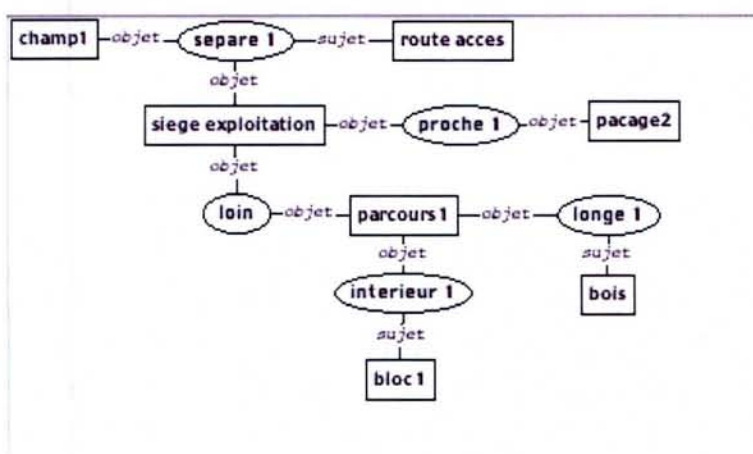 champ1 objet separe 1 sujet route acces
objet
siege exploitation objet proche 1 objet pacage2
objet
loin objet parcours1 objet longe 1
objet sujet
interieur 1 bois
sujet
bloc1